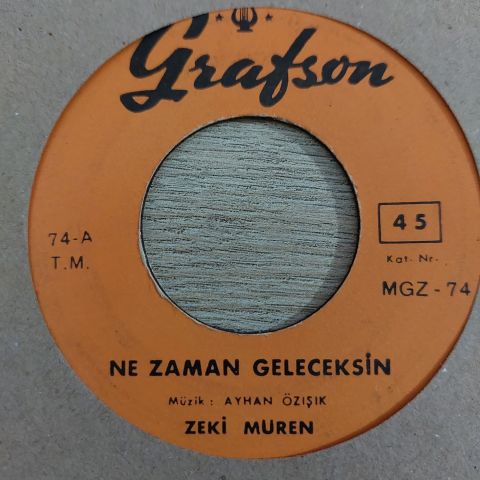 Grafson
74-A
T.M.
45
Kat. Nr.
MGZ-74
NE ZAMAN GELECEKSİN
Müzik: AYHAN ÖZIŞIK
ZEKİ MÜREN